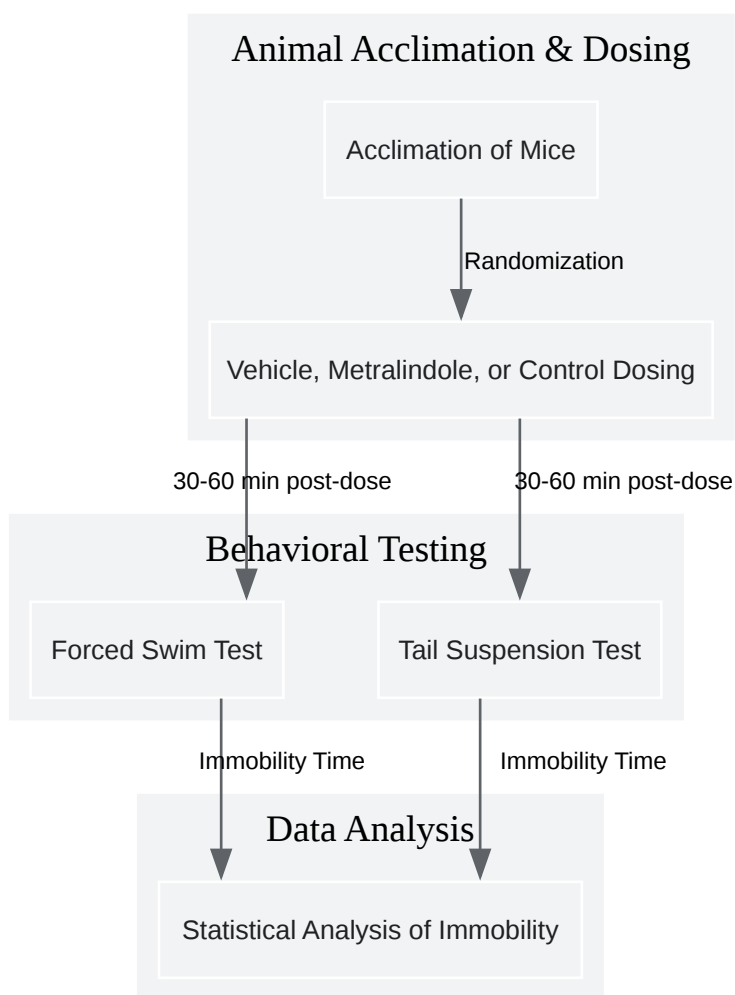 Animal Acclimation & Dosing
Acclimation of Mice
Randomization
Vehicle, Metralindole, or Control Dosing
30-60 min post-dose
30-60 min post-dose
Behavioral Testing
Forced Swim Test
Tail Suspension Test
Immobility Time
Immobility Time
Data Analysis
Statistical Analysis of Immobility